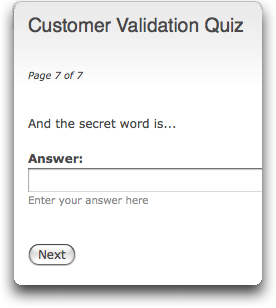 Customer Validation Quiz
Page 7 of 7
And the secret word is...
Answer:
Enter your answer here
Next